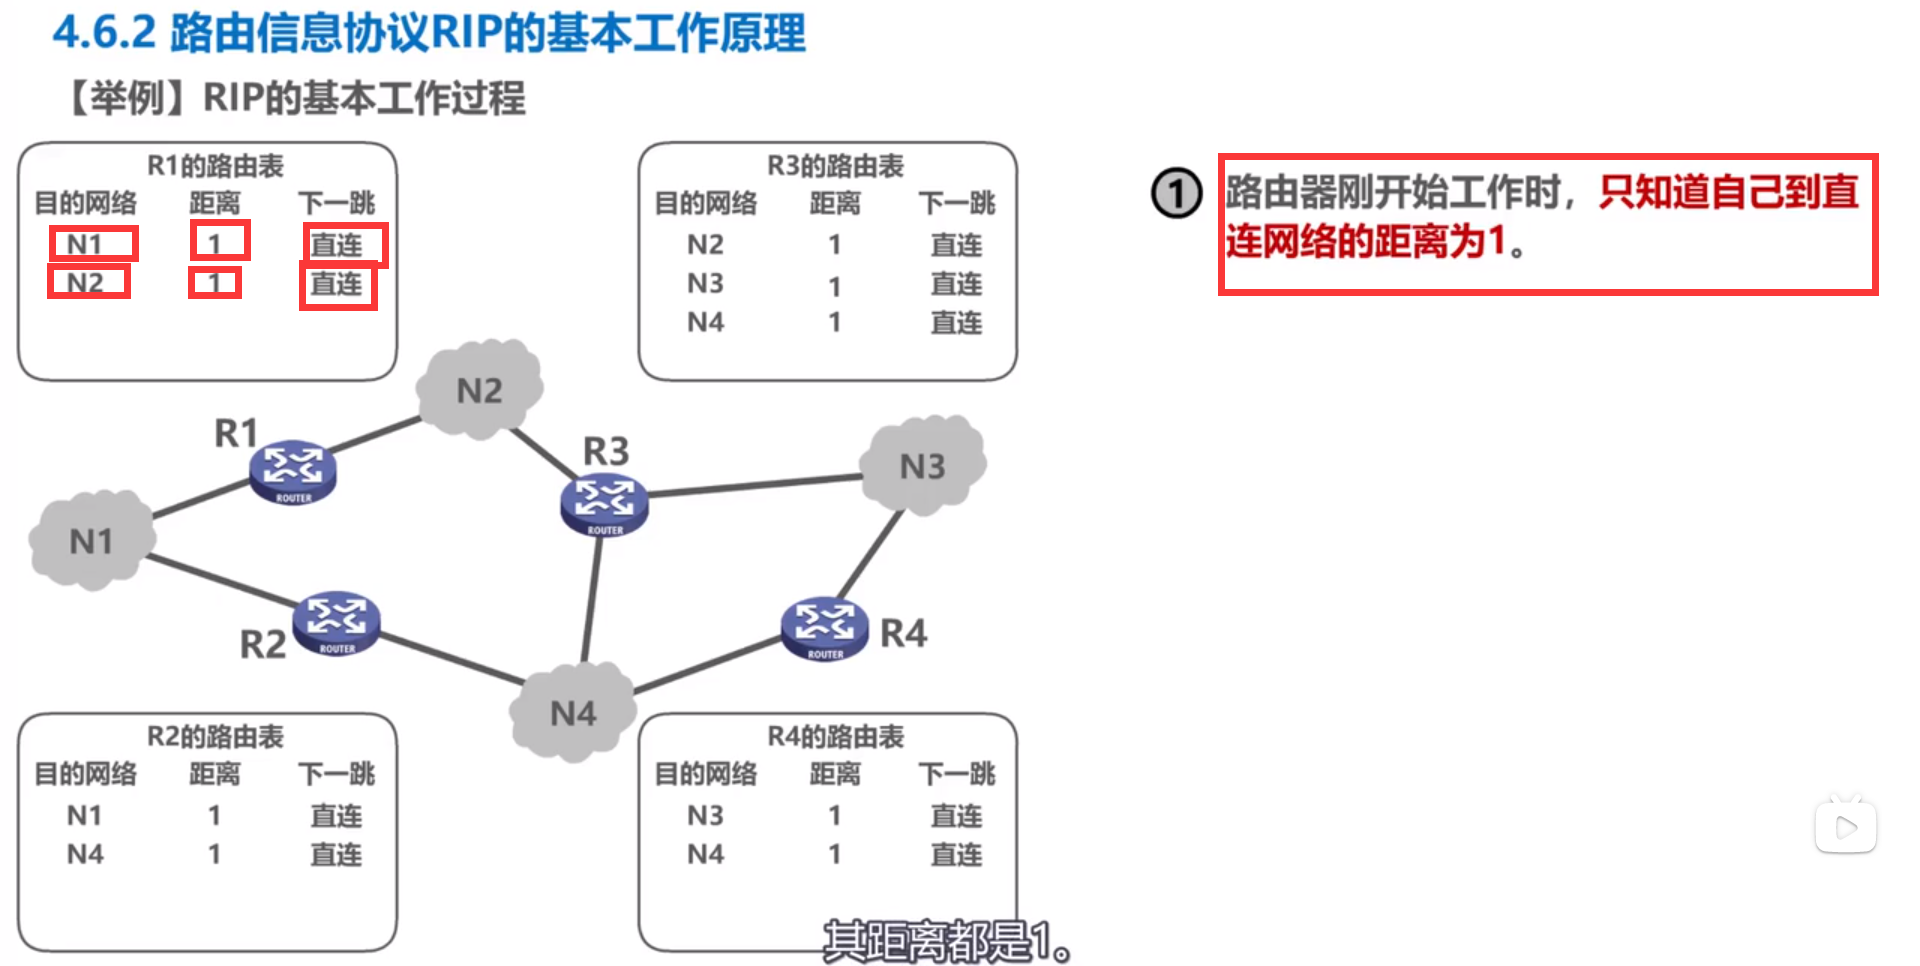 4.6.2 路由信息协议RIP的基本工作原理
【举例】RIP的基本工作过程
R1的路由表
目的网络 距离 下一跳
N1 1 直连
N2 1 直连
R3的路由表
目的网络 距离 下一跳
N2 1 直连
N3 1 直连
N4 1 直连
① 路由器刚开始工作时，只知道自己到直
连网络的距离为1。
N2
R1
ROUTER
R3
ROUTER
N3
N1
R2
ROUTER
R4
ROUTER
N4
R2的路由表
目的网络 距离 下一跳
N1 1 直连
N4 1 直连
R4的路由表
目的网络 距离 下一跳
N3 1 直连
N4 1 直连
其距离都是1。